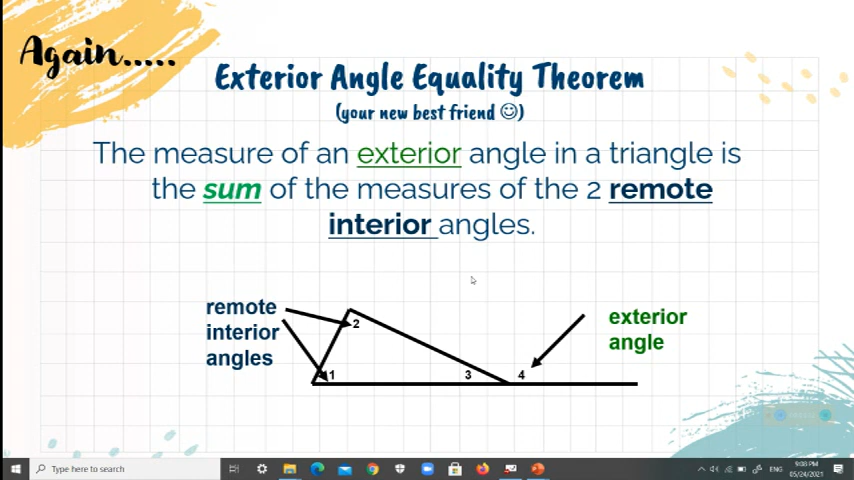 Again.....
Exterior Angle Equality Theorem
(your new best friend ☺)
The measure of an exterior angle in a triangle is
the sum of the measures of the 2 remote
interior angles.
remote
interior
angles
2
1
3
4
exterior
angle
Type here to search
ENG
9:08 PM
05/24/2021